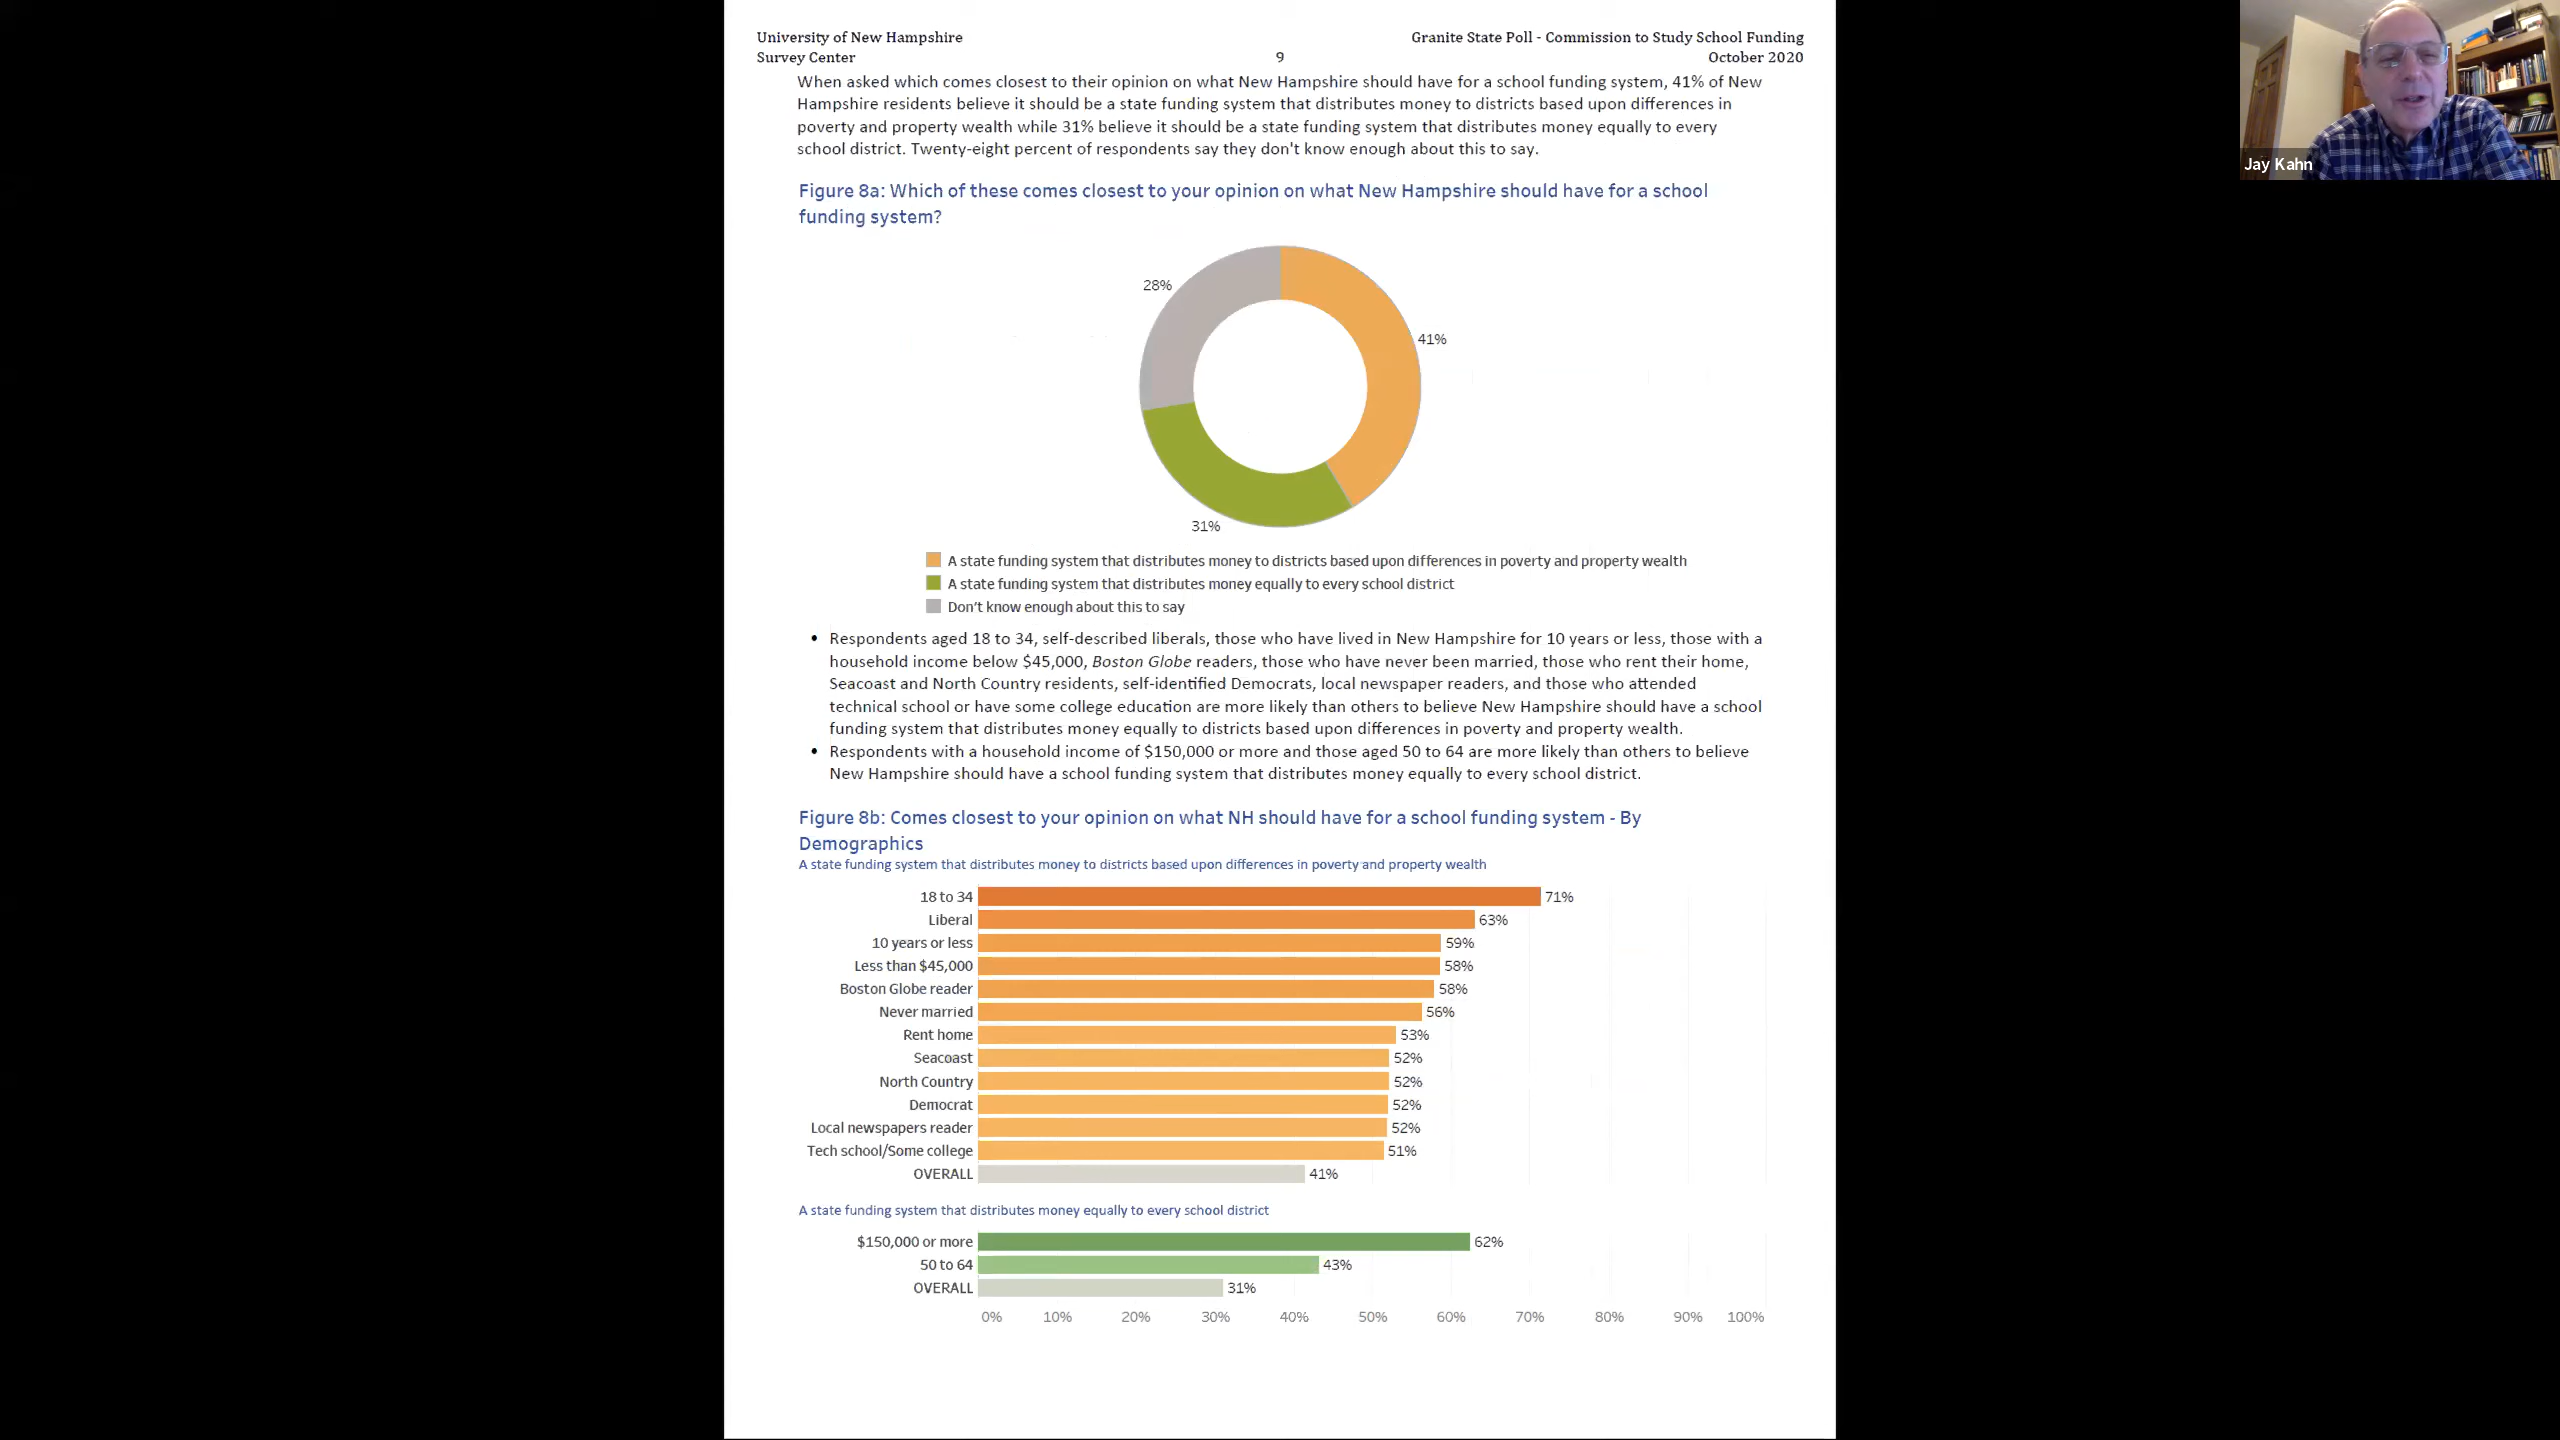 University of New Hampshire
Survey Center
9
Granite State Poll - Commission to Study School Funding
October 2020
When asked which comes closest to their opinion on what New Hampshire should have for a school funding system, 41% of New
Hampshire residents believe it should be a state funding system that distributes money to districts based upon differences in
poverty and property wealth while 31% believe it should be a state funding system that distributes money equally to every
school district. Twenty-eight percent of respondents say they don't know enough about this to say.
Figure 8a: Which of these comes closest to your opinion on what New Hampshire should have for a school
funding system?
28%
41%
31%
A state funding system that distributes money to districts based upon differences in poverty and property wealth
A state funding system that distributes money equally to every school district
Don't know enough about this to say
• Respondents aged 18 to 34, self-described liberals, those who have lived in New Hampshire for 10 years or less, those with a
household income below $45,000, Boston Globe readers, those who have never been married, those who rent their home,
Seacoast and North Country residents, self-identified Democrats, local newspaper readers, and those who attended
technical school or have some college education are more likely than others to believe New Hampshire should have a school
funding system that distributes money equally to districts based upon differences in poverty and property wealth.
• Respondents with a household income of $150,000 or more and those aged 50 to 64 are more likely than others to believe
New Hampshire should have a school funding system that distributes money equally to every school district.
Figure 8b: Comes closest to your opinion on what NH should have for a school funding system - By
Demographics
A state funding system that distributes money to districts based upon differences in poverty and property wealth
18 to 34 71%
Liberal 63%
10 years or less 59%
Less than $45,000 58%
Boston Globe reader 58%
Never married 56%
Rent home 53%
Seacoast 52%
North Country 52%
Democrat 52%
Local newspapers reader 52%
Tech school/Some college 51%
OVERALL 41%
A state funding system that distributes money equally to every school district
$150,000 or more 62%
50 to 64 43%
OVERALL 31%
0% 10% 20% 30% 40% 50% 60% 70% 80% 90% 100%
Jay Kahn